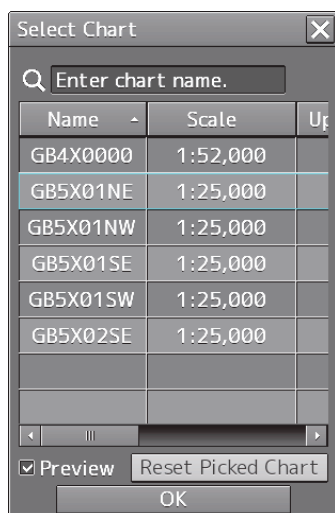 Select Chart
Enter chart name.
Name Scale Up
GB4X0000 1:52,000
GB5X01NE 1:25,000
GB5X01NW 1:25,000
GB5X01SE 1:25,000
GB5X01SW 1:25,000
GB5X02SE 1:25,000
Preview Reset Picked Chart
OK